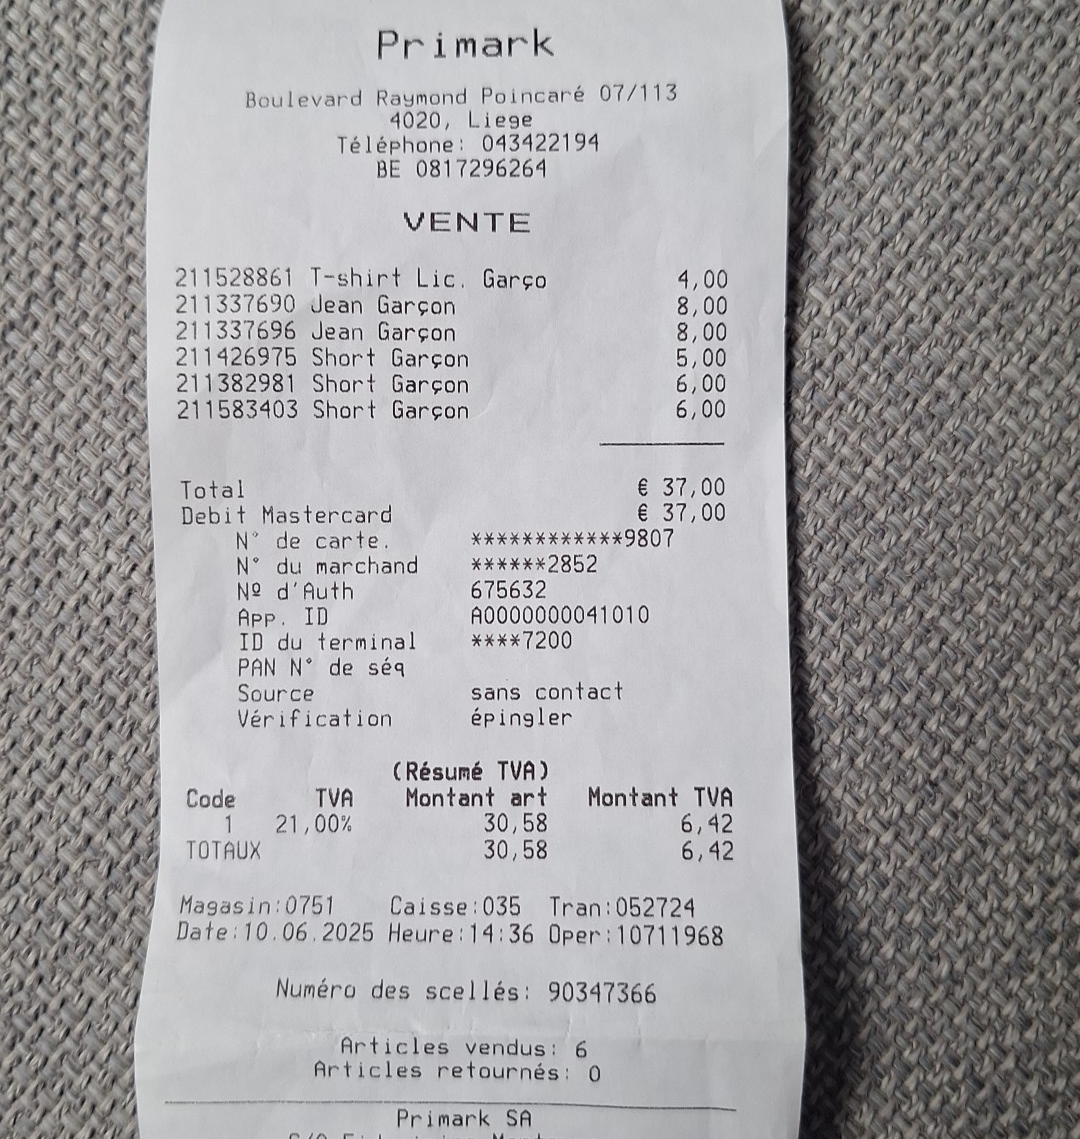 Primark
Boulevard Raymond Poincaré 07/113
4020, Liege
Téléphone: 043422194
BE 0817296264
VENTE
211528861 T-shirt Lic. Garço 4,00
211337690 Jean Garçon 8,00
211337696 Jean Garçon 8,00
211426975 Short Garçon 5,00
211382981 Short Garçon 6,00
211583403 Short Garçon 6,00
Total € 37,00
Debit Mastercard € 37,00
N° de carte. ************9807
N° du marchand ******2852
Nº d'Auth 675632
App. ID A0000000041010
ID du terminal ****7200
PAN N° de séq
Source sans contact
Vérification épingler
(Résumé TVA)
Code TVA Montant art Montant TVA
1 21,00% 30,58 6,42
TOTAUX 30,58 6,42
Magasin:0751 Caisse:035 Tran:052724
Date:10.06.2025 Heure:14:36 Oper:10711968
Numéro des scellés: 90347366
Articles vendus: 6
Articles retournés: 0
Primark SA